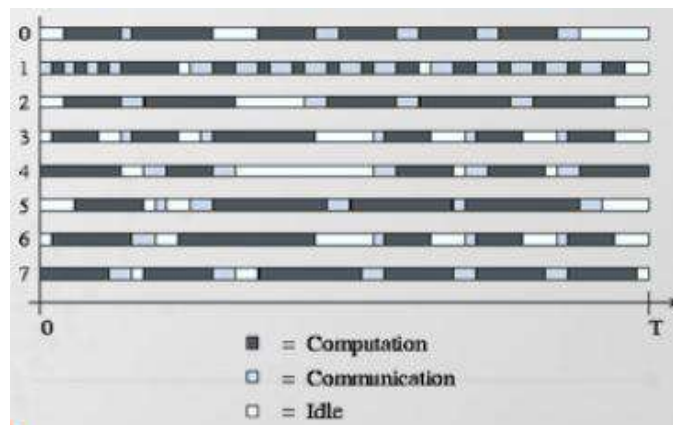 0
1
2
3
4
5
6
7
0 T
= Computation
= Communication
= Idle